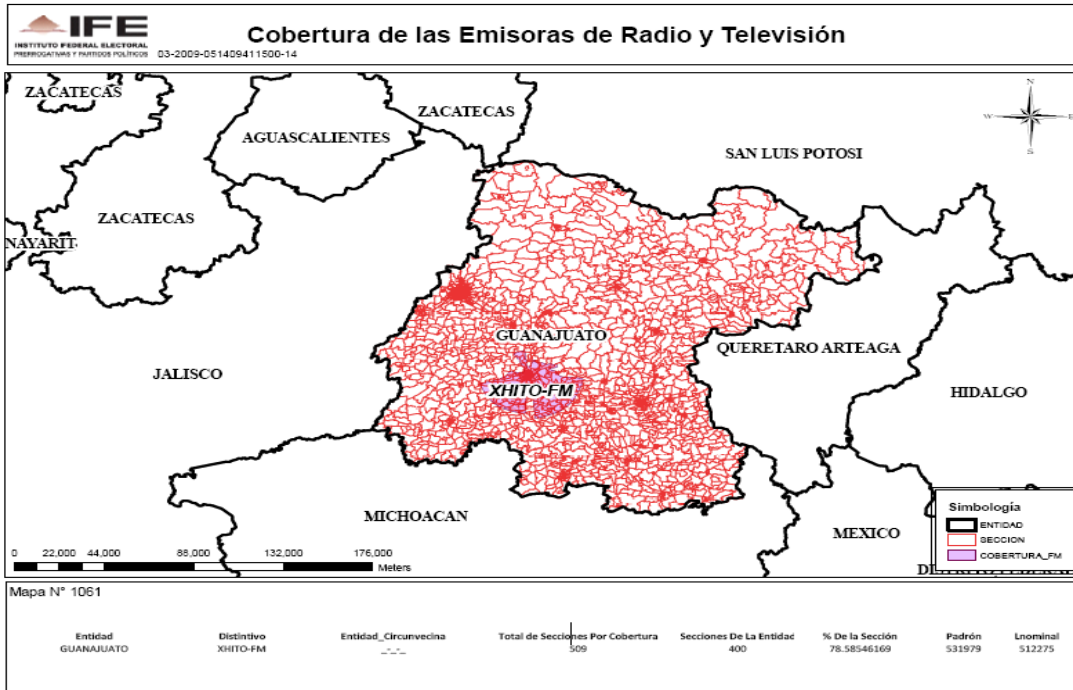 IFE
INSTITUTO FEDERAL ELECTORAL
PRERROGATIVAS Y PARTIDOS POLÍTICOS
03-2009-051409411500-14
Cobertura de las Emisoras de Radio y Televisión
ZACATECAS
ZACATECAS
AGUASCALIENTES
SAN LUIS POTOSI
N
W E
S
ZACATECAS
NAYARIT
GUANAJUATO
QUERETARO ARTEAGA
JALISCO
XHITO-FM
HIDALGO
MICHOACAN
MEXICO
Simbología
ENTIDAD
SECCION
COBERTURA_FM
0 22,000 44,000 88,000 132,000 176,000
Meters
Mapa N° 1061
Entidad Distintivo Entidad_Circunvecina Total de Secciones Por Cobertura Secciones De La Entidad % De la Sección Padrón Lnominal
GUANAJUATO XHITO-FM _-_-_ 509 400 78.58546169 531979 512275